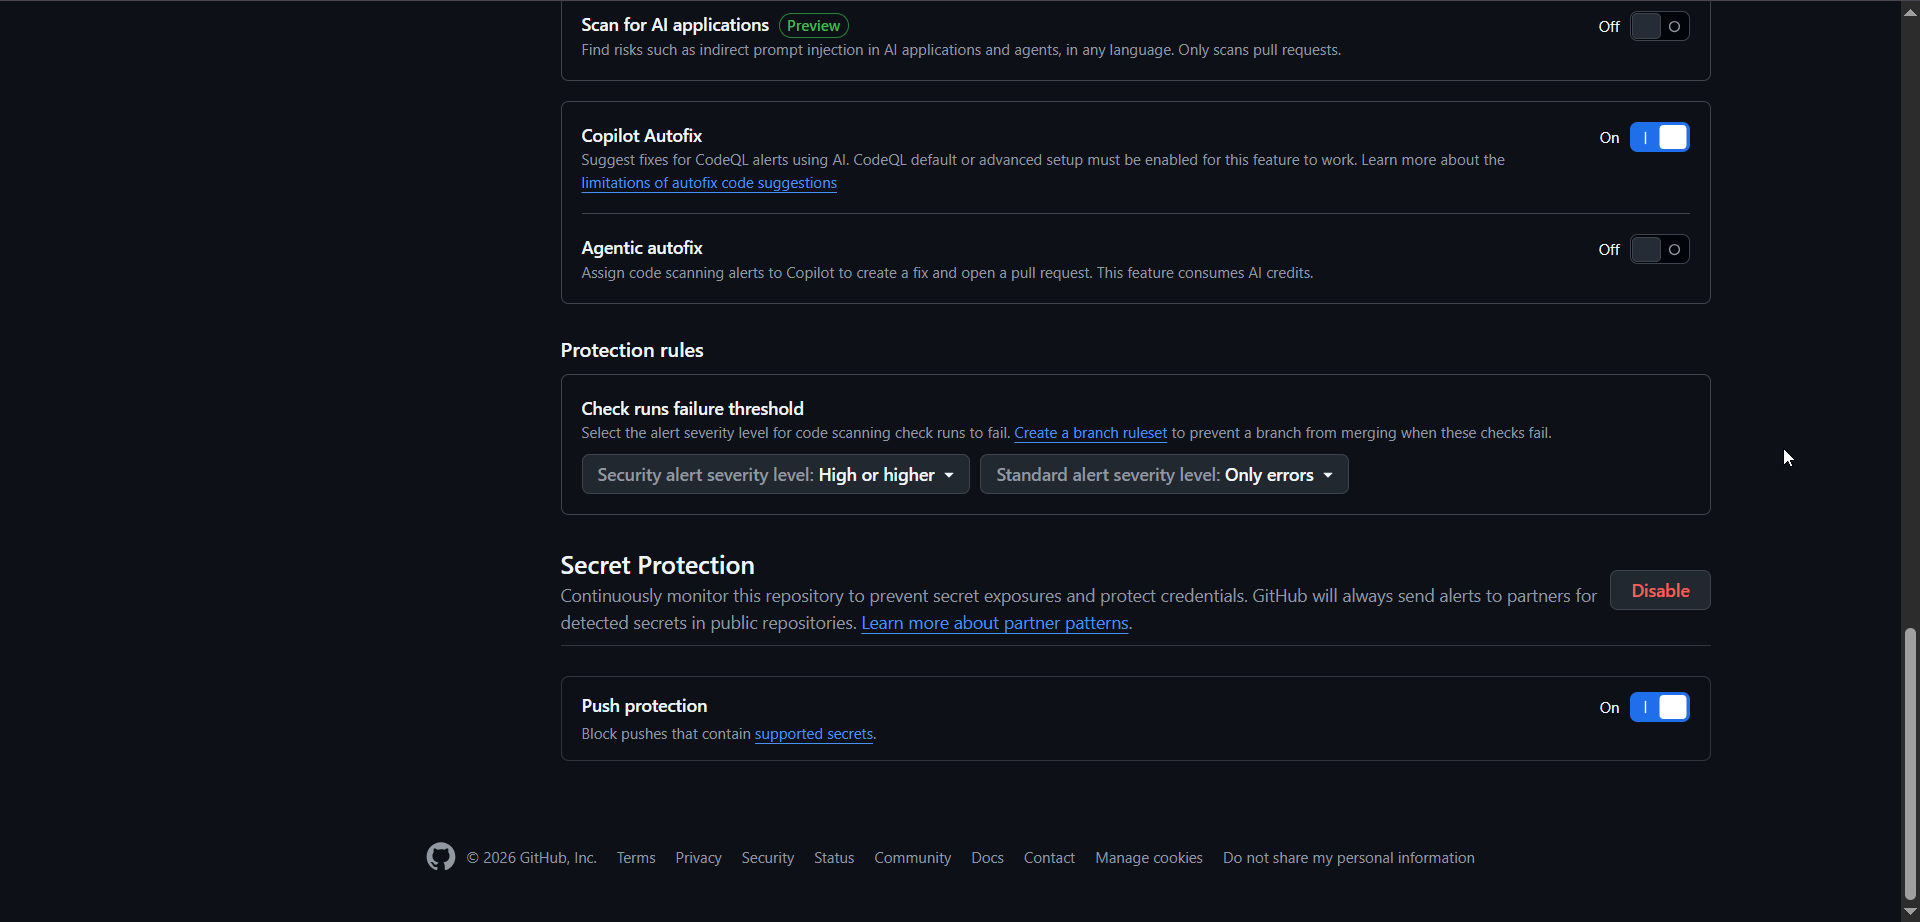 Scan for AI applications Preview
Off
Find risks such as indirect prompt injection in AI applications and agents, in any language. Only scans pull requests.
Copilot Autofix
On
Suggest fixes for CodeQL alerts using AI. CodeQL default or advanced setup must be enabled for this feature to work. Learn more about the
limitations of autofix code suggestions
Agentic autofix
Off
Assign code scanning alerts to Copilot to create a fix and open a pull request. This feature consumes AI credits.
Protection rules
Check runs failure threshold
Select the alert severity level for code scanning check runs to fail. Create a branch ruleset to prevent a branch from merging when these checks fail.
Security alert severity level: High or higher
Standard alert severity level: Only errors
Secret Protection
Continuously monitor this repository to prevent secret exposures and protect credentials. GitHub will always send alerts to partners for
detected secrets in public repositories. Learn more about partner patterns.
Disable
Push protection
On
Block pushes that contain supported secrets.
© 2026 GitHub, Inc. Terms Privacy Security Status Community Docs Contact Manage cookies Do not share my personal information